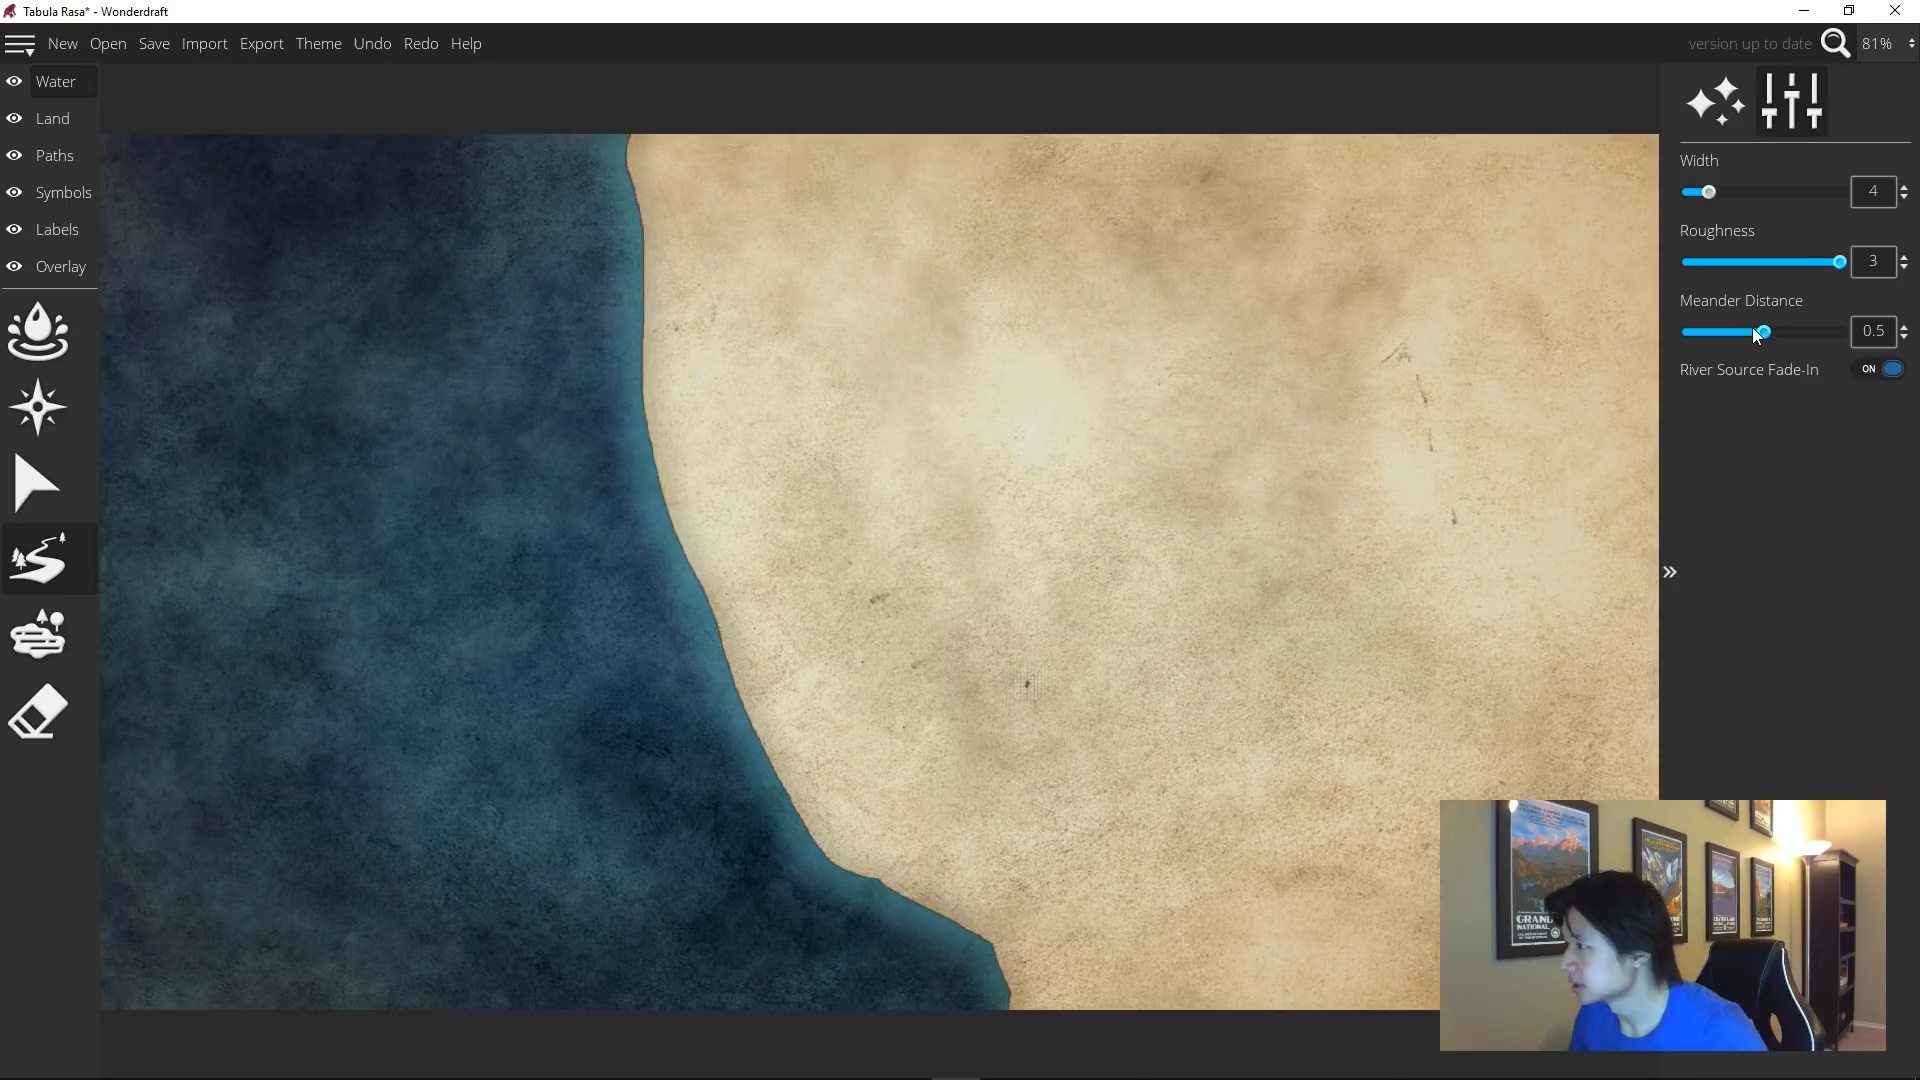 Tabula Rasa* - Wonderdraft
New Open Save Import Export Theme Undo Redo Help
version up to date
81%
Water
Land
Paths
Symbols
Labels
Overlay
Width
4
Roughness
3
Meander Distance
0.5
River Source Fade-In
ON
GRAND
NATIONAL